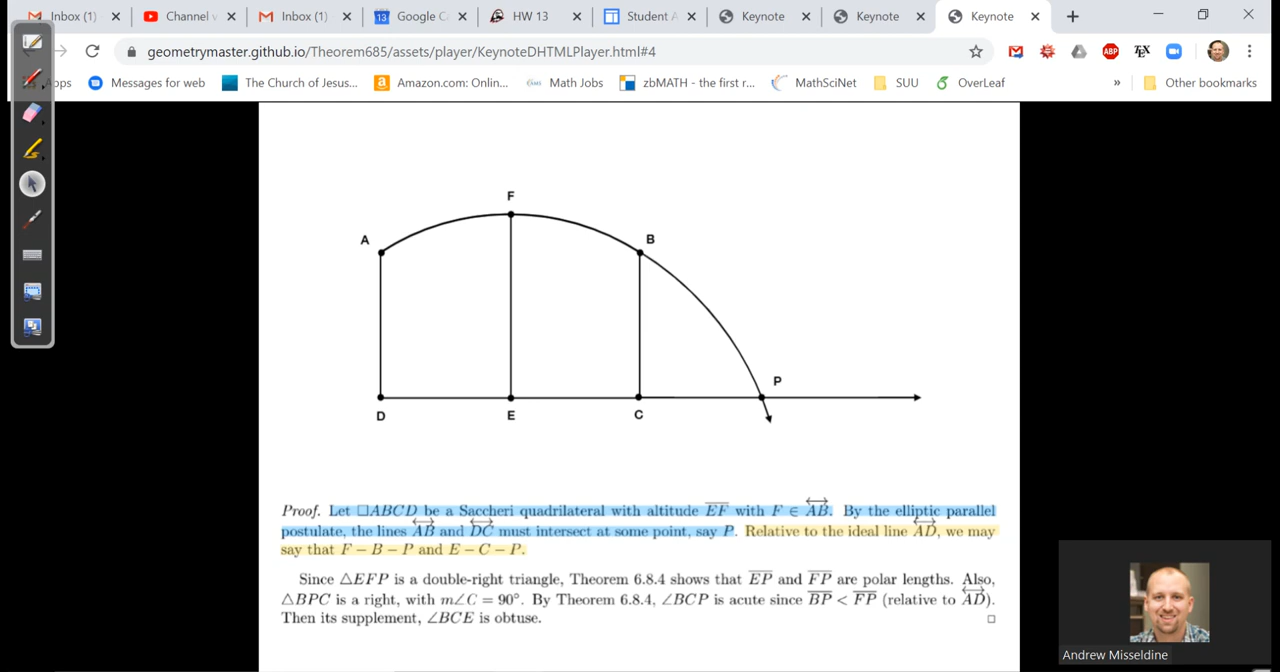 Inbox (1) Channel v Inbox (1) Google C HW 13 Student A Keynote Keynote Keynote
geometrymaster.github.io/Theorem685/assets/player/KeynoteDHTMLPlayer.html#4
Apps Messages for web The Church of Jesus... Amazon.com: Onlin... Math Jobs zbMATH - the first r... MathSciNet SUU OverLeaf » Other bookmarks
F
A
B
P
D E C
Proof. Let □ABCD be a Saccheri quadrilateral with altitude E̅F̅ with F ∈ A͍B⃡. By the elliptic parallel
postulate, the lines AB⃡ and DC⃡ must intersect at some point, say P. Relative to the ideal line AD⃡, we may
say that F − B − P and E − C − P.
Since △EFP is a double-right triangle, Theorem 6.8.4 shows that E̅P̅ and F̅P̅ are polar lengths. Also,
△BPC is a right, with m∠C = 90°. By Theorem 6.8.4, ∠BCP is acute since B̅P̅ < F̅P̅ (relative to AD⃡).
Then its supplement, ∠BCE is obtuse. □
Andrew Misseldine